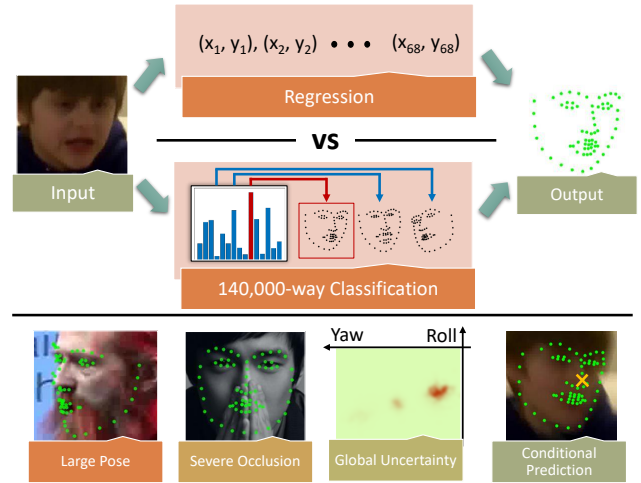 (x1, y1), (x2, y2) • • • (x68, y68)
Regression
Input
VS
Output
140,000-way Classification
Yaw
Roll
Large Pose
Severe Occlusion
Global Uncertainty
Conditional
Prediction